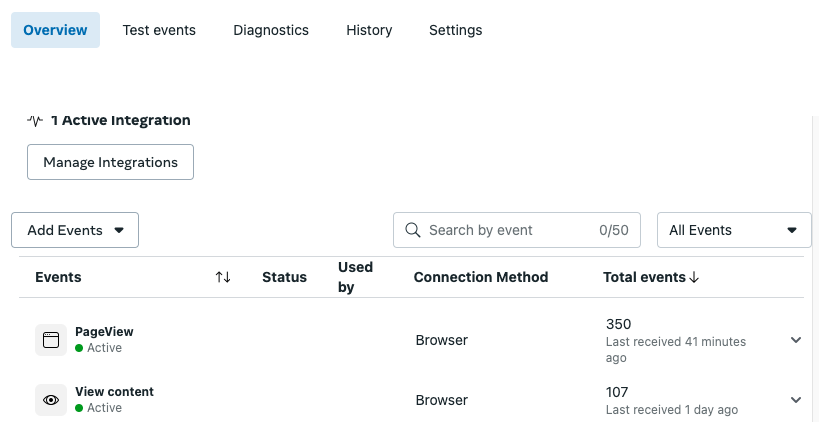 Overview Test events Diagnostics History Settings
1 Active Integration
Manage Integrations
Add Events Search by event 0/50 All Events
Events Status Used by Connection Method Total events
PageView
Active
Browser
350
Last received 41 minutes
ago
View content
Active
Browser
107
Last received 1 day ago